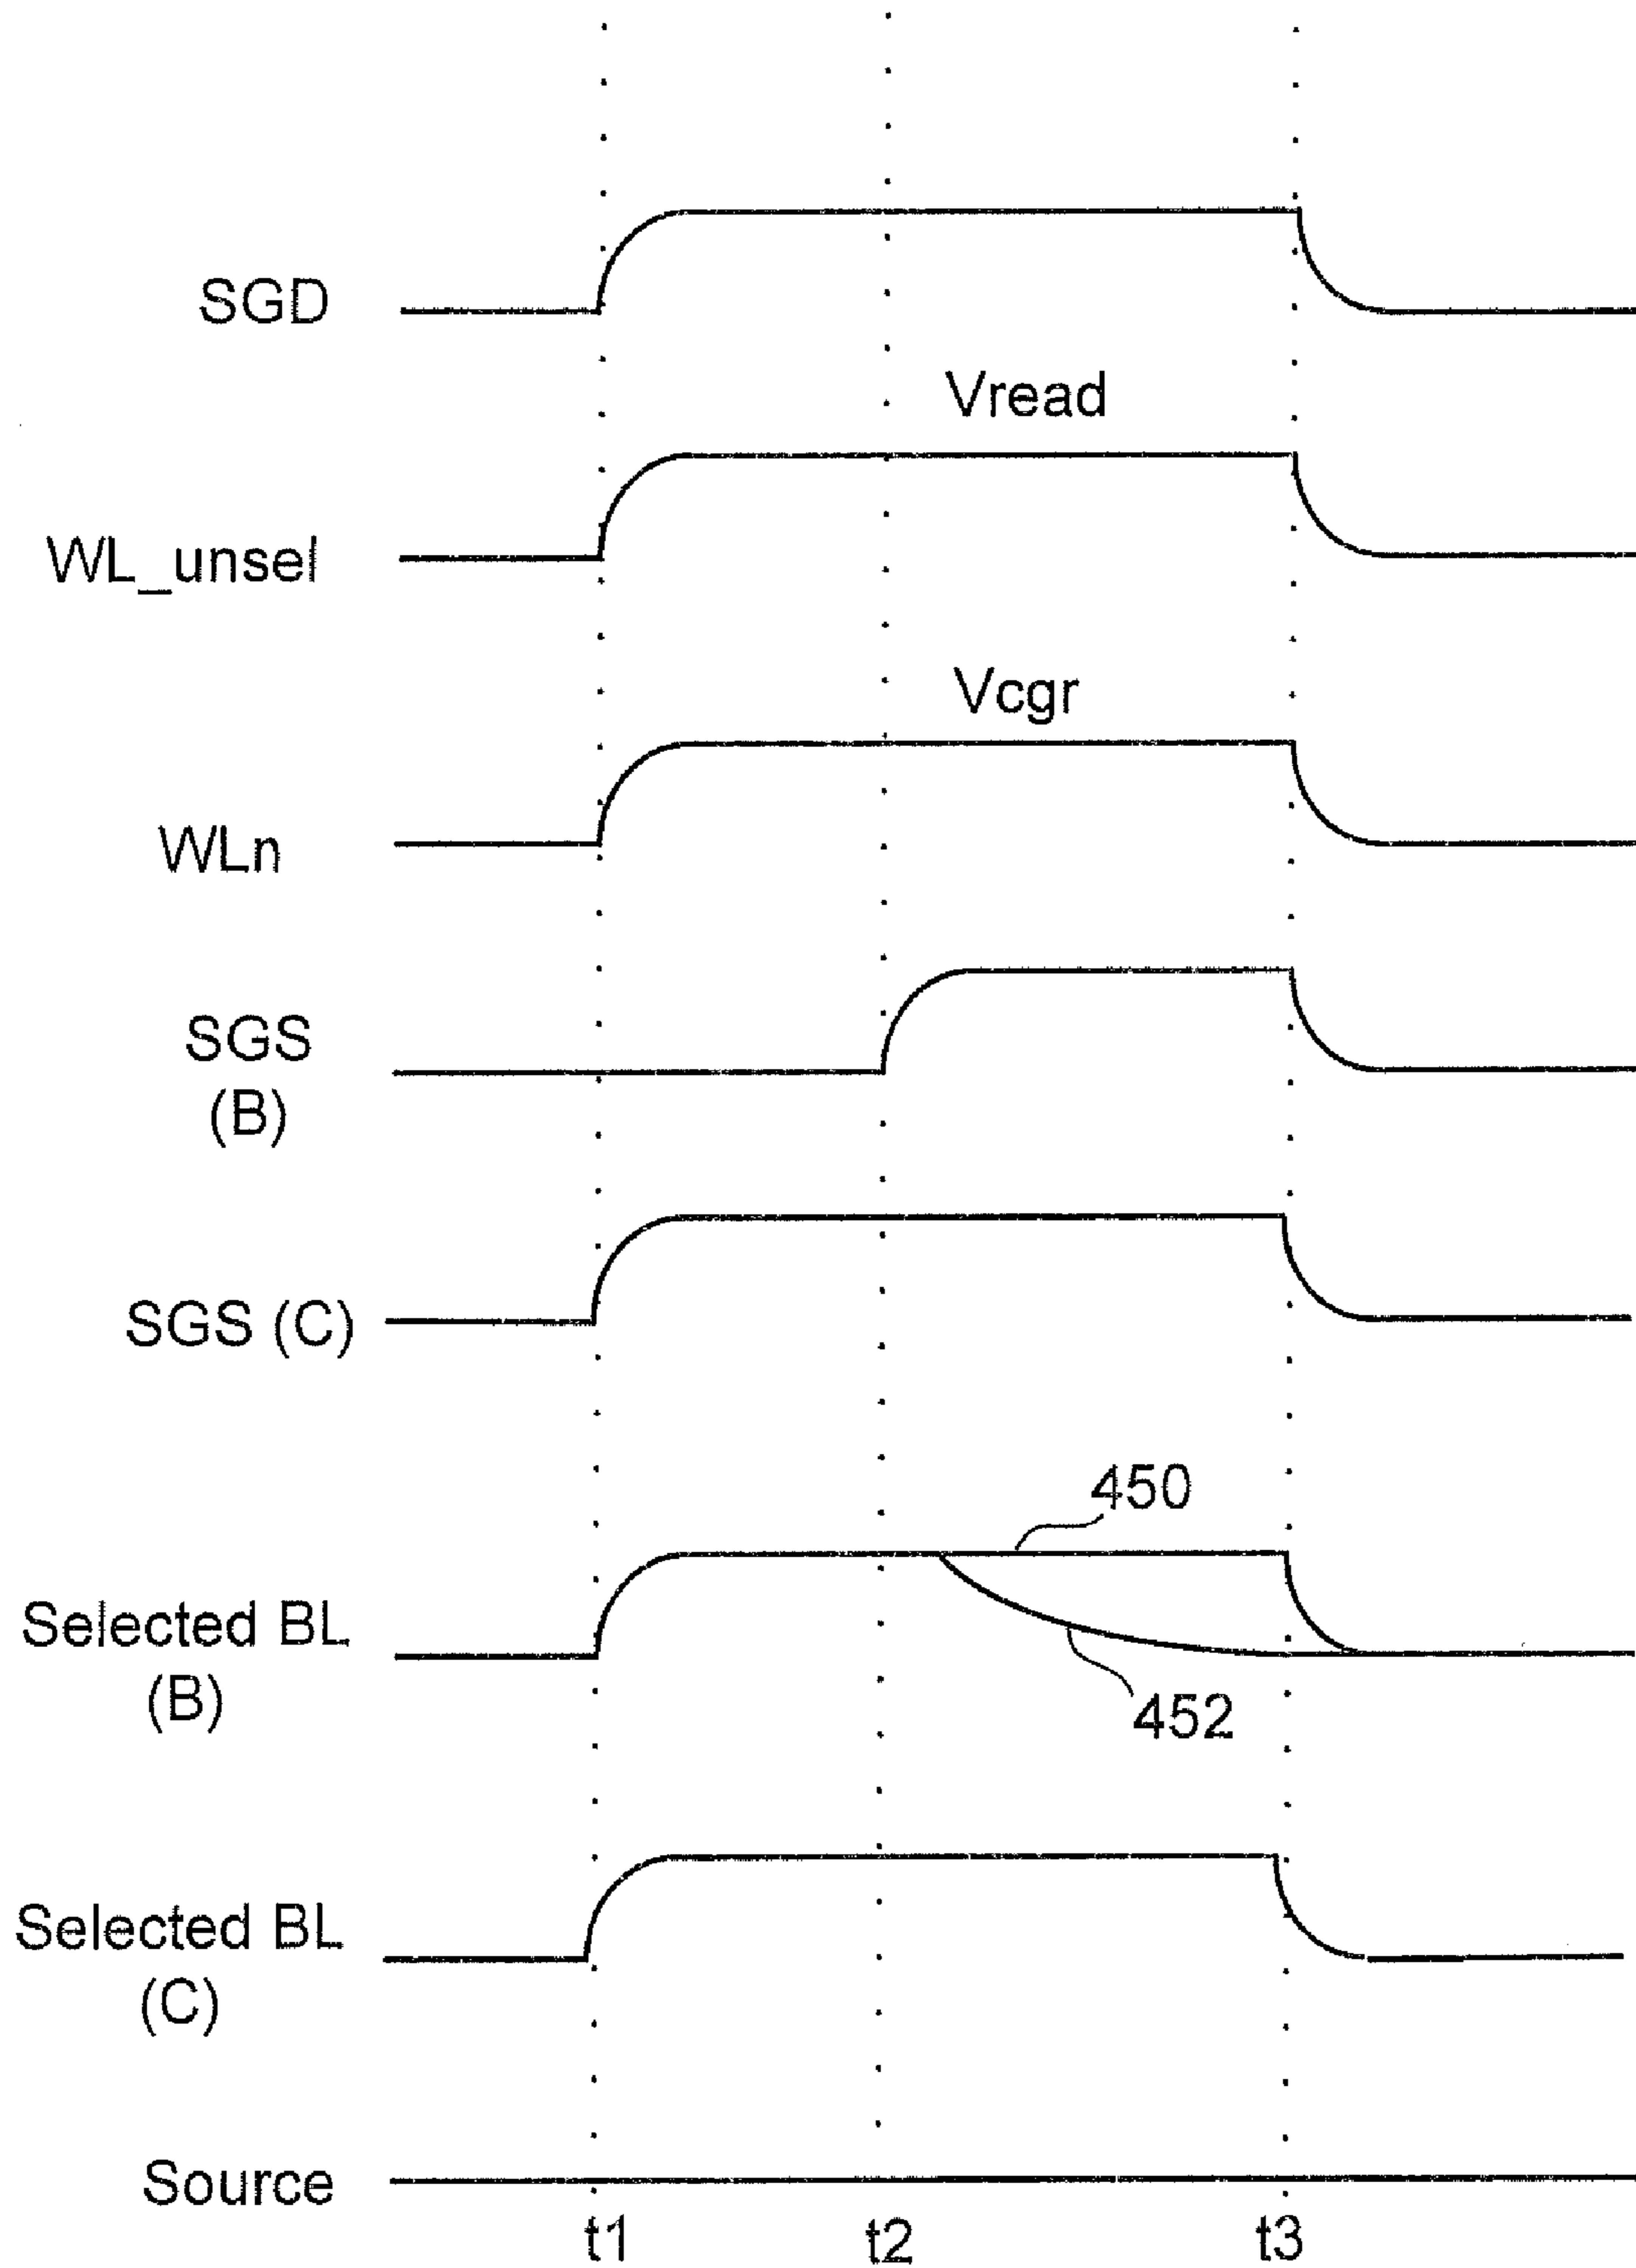 SGD
Vread
WL_unsel
Vcgr
WLn
SGS
(B)
SGS (C)
450
Selected BL
(B)
452
Selected BL
(C)
Source
t1
t2
t3